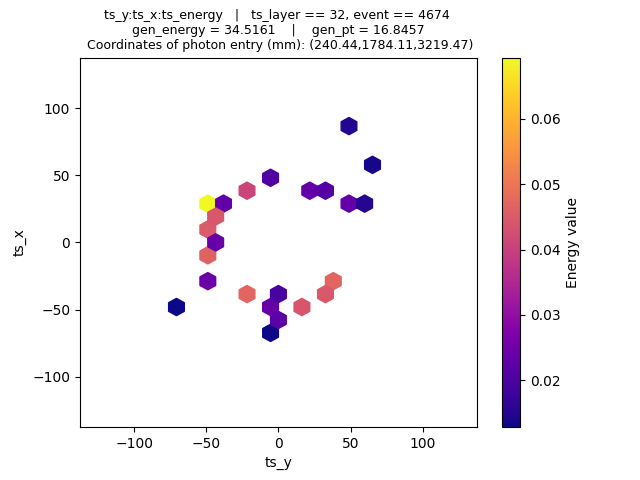 ts_y:ts_x:ts_energy | ts_layer == 32, event == 4674
gen_energy = 34.5161 | gen_pt = 16.8457
Coordinates of photon entry (mm): (240.44,1784.11,3219.47)
100
50
0
−50
−100
ts_x
−100
−50
0
50
100
ts_y
0.06
0.05
0.04
0.03
0.02
Energy value